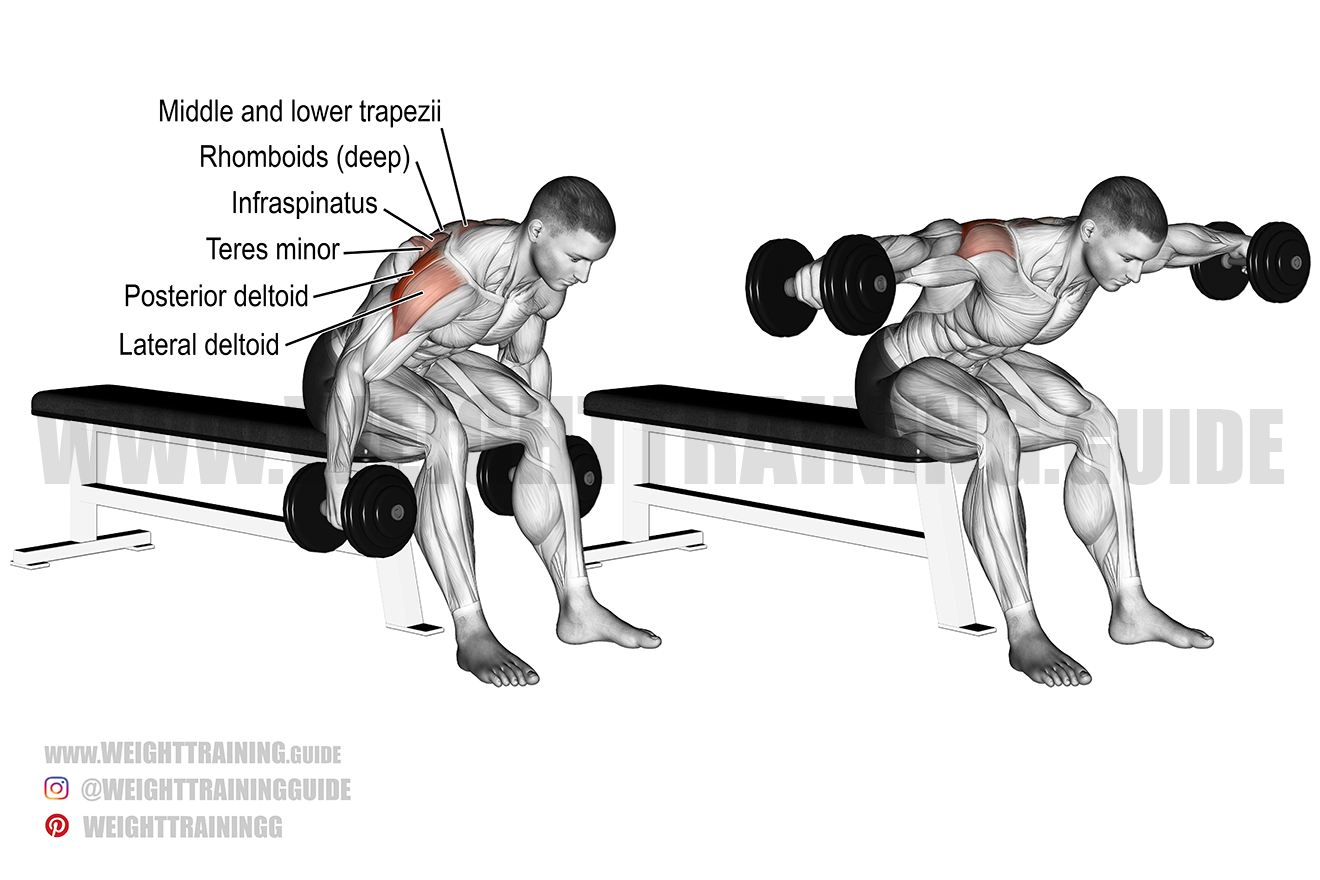 Middle and lower trapezii
Rhomboids (deep)
Infraspinatus
Teres minor
Posterior deltoid
Lateral deltoid
WWW.WEIGHTTRAINING.GUIDE
WWW.WEIGHTTRAINING.GUIDE
@WEIGHTTRAININGGUIDE
WEIGHTTRAININGG